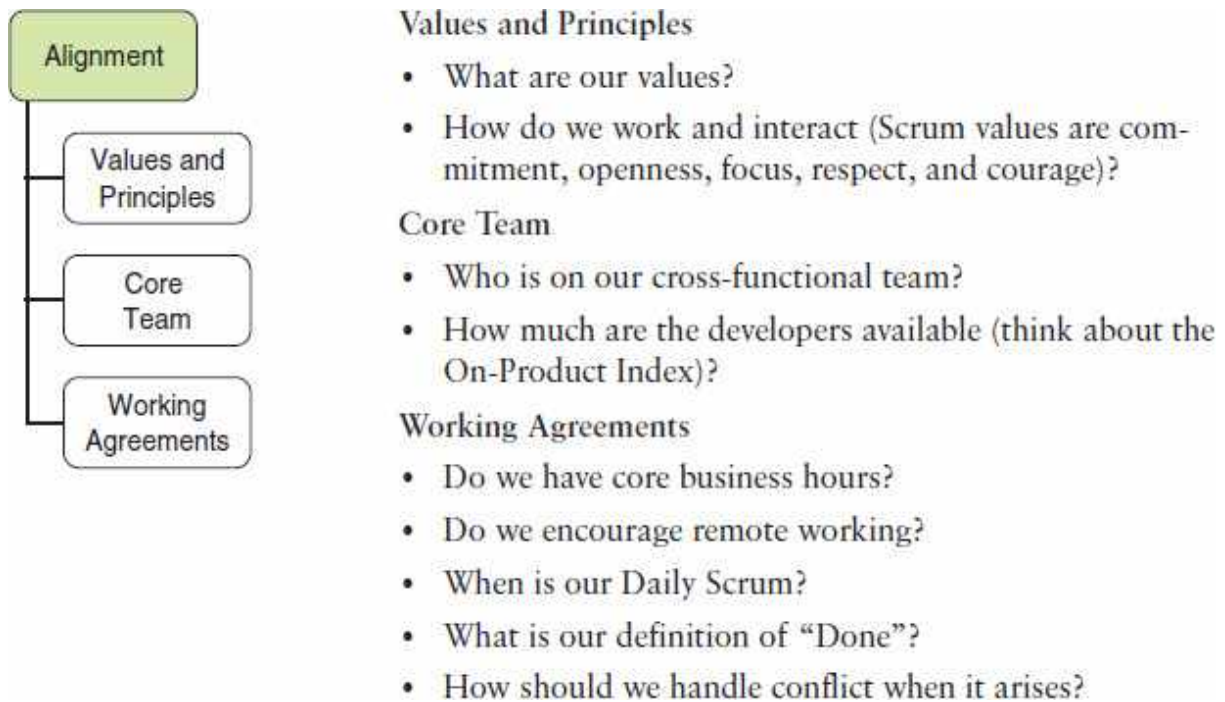 Alignment
Values and
Principles
Core
Team
Working
Agreements
Values and Principles
• What are our values?
• How do we work and interact (Scrum values are com-
mitment, openness, focus, respect, and courage)?
Core Team
• Who is on our cross-functional team?
• How much are the developers available (think about the
On-Product Index)?
Working Agreements
• Do we have core business hours?
• Do we encourage remote working?
• When is our Daily Scrum?
• What is our definition of “Done”?
• How should we handle conflict when it arises?